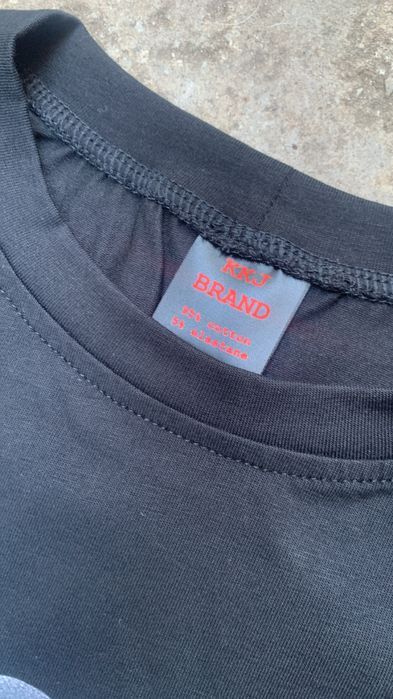 KKJ
BRAND
95% cotton
5% elastane